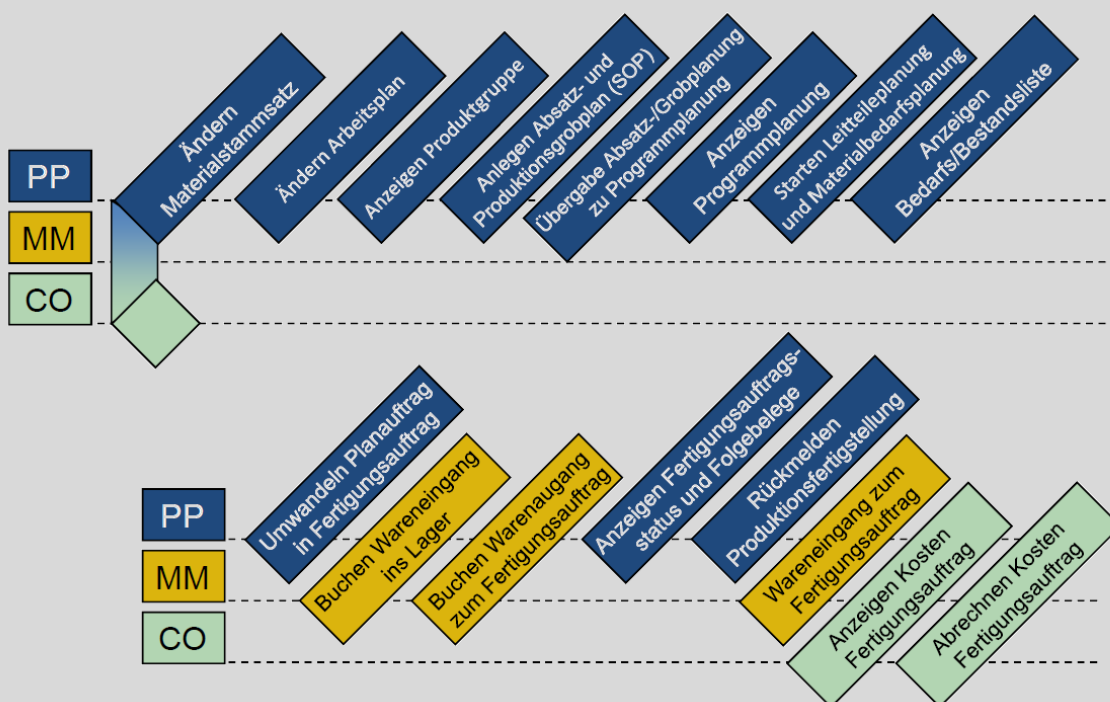 Ändern
Materialstammsatz
Ändern Arbeitsplan
Anzeigen Produktgruppe
Anlegen Absatz- und
Produktionsgrobplan (SOP)
Übergabe Absatz-/Grobplanung
zu Programmplanung
Anzeigen
Programmplanung
Starten Leitteileplanung
und Materialbedarfsplanung
Anzeigen
Bedarfs/Bestandsliste
PP
MM
CO
Umwandeln Planauftrag
in Fertigungsauftrag
Buchen Wareneingang
ins Lager
Buchen Warenaugang
zum Fertigungsauftrag
Anzeigen Fertigungsauftrags-
status und Folgebelege
Rückmelden
Produktionsfertigstellung
Wareneingang zum
Fertigungsauftrag
Anzeigen Kosten
Fertigungsauftrag
Abrechnen Kosten
Fertigungsauftrag
PP
MM
CO